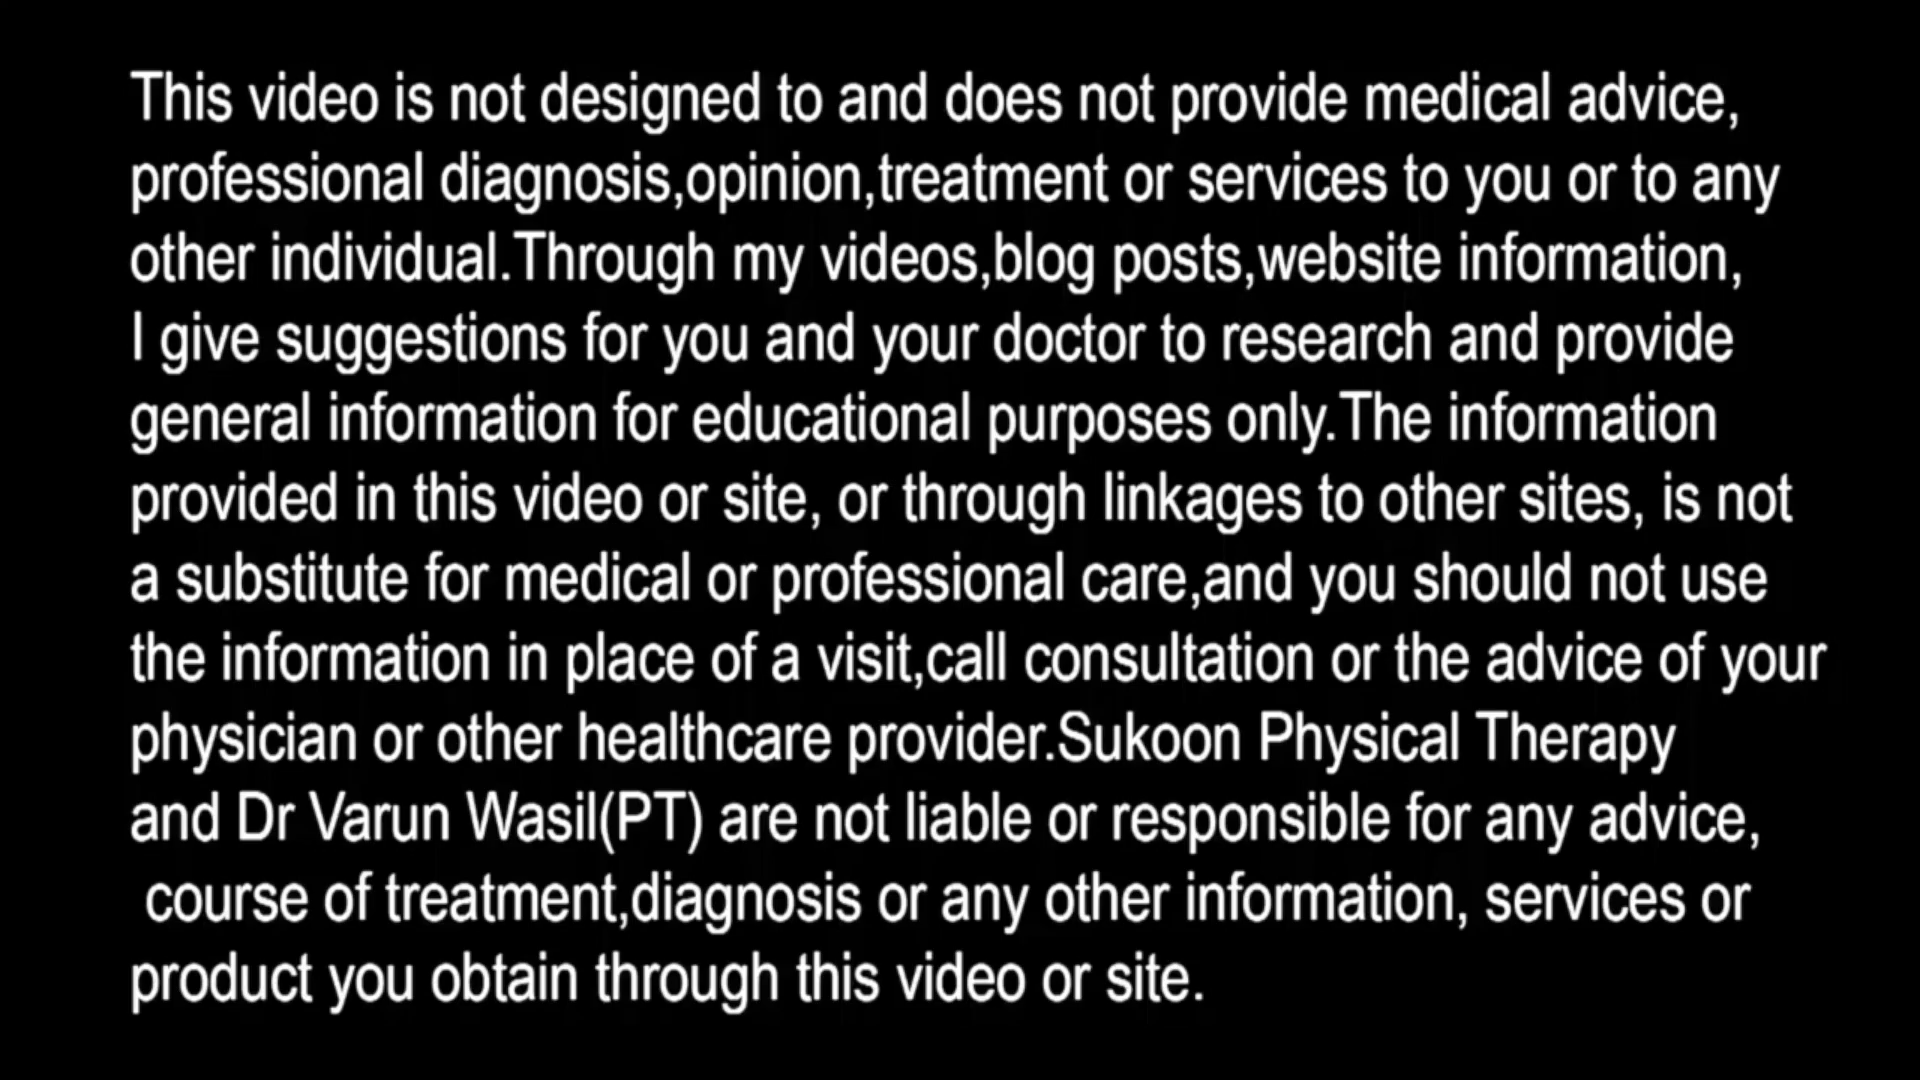 This video is not designed to and does not provide medical advice,
professional diagnosis,opinion,treatment or services to you or to any
other individual.Through my videos,blog posts,website information,
I give suggestions for you and your doctor to research and provide
general information for educational purposes only.The information
provided in this video or site, or through linkages to other sites, is not
a substitute for medical or professional care,and you should not use
the information in place of a visit,call consultation or the advice of your
physician or other healthcare provider.Sukoon Physical Therapy
and Dr Varun Wasil(PT) are not liable or responsible for any advice,
course of treatment,diagnosis or any other information, services or
product you obtain through this video or site.